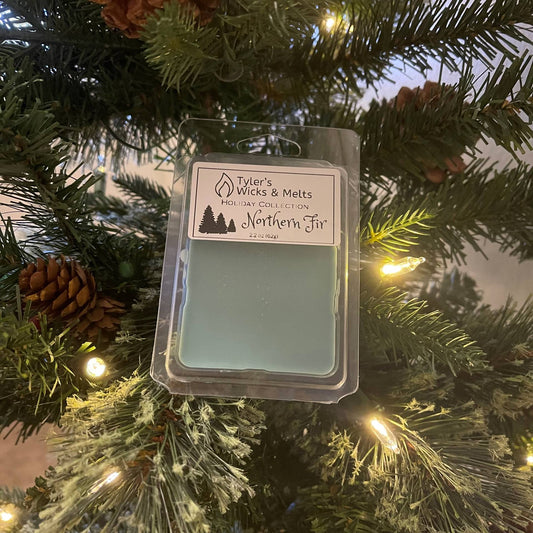 Tyler's
Wicks & Melts
Holiday Collection
Northern Fir
2.2 oz (62g)